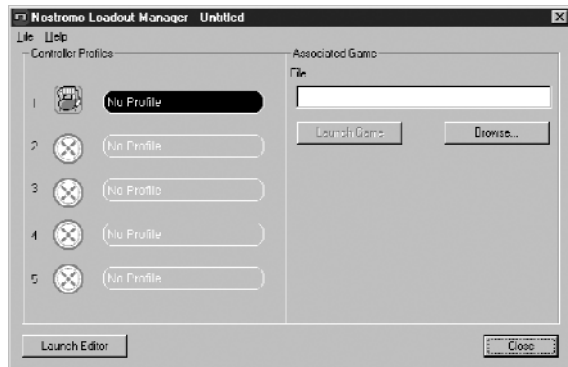 Nostromo Loadout Manager Untitled
File Help
Controller Profiles
1 No Profile
2 No Profile
3 No Profile
4 No Profile
5 No Profile
Associated Game
File
Launch Game Browse...
Launch Editor
Close